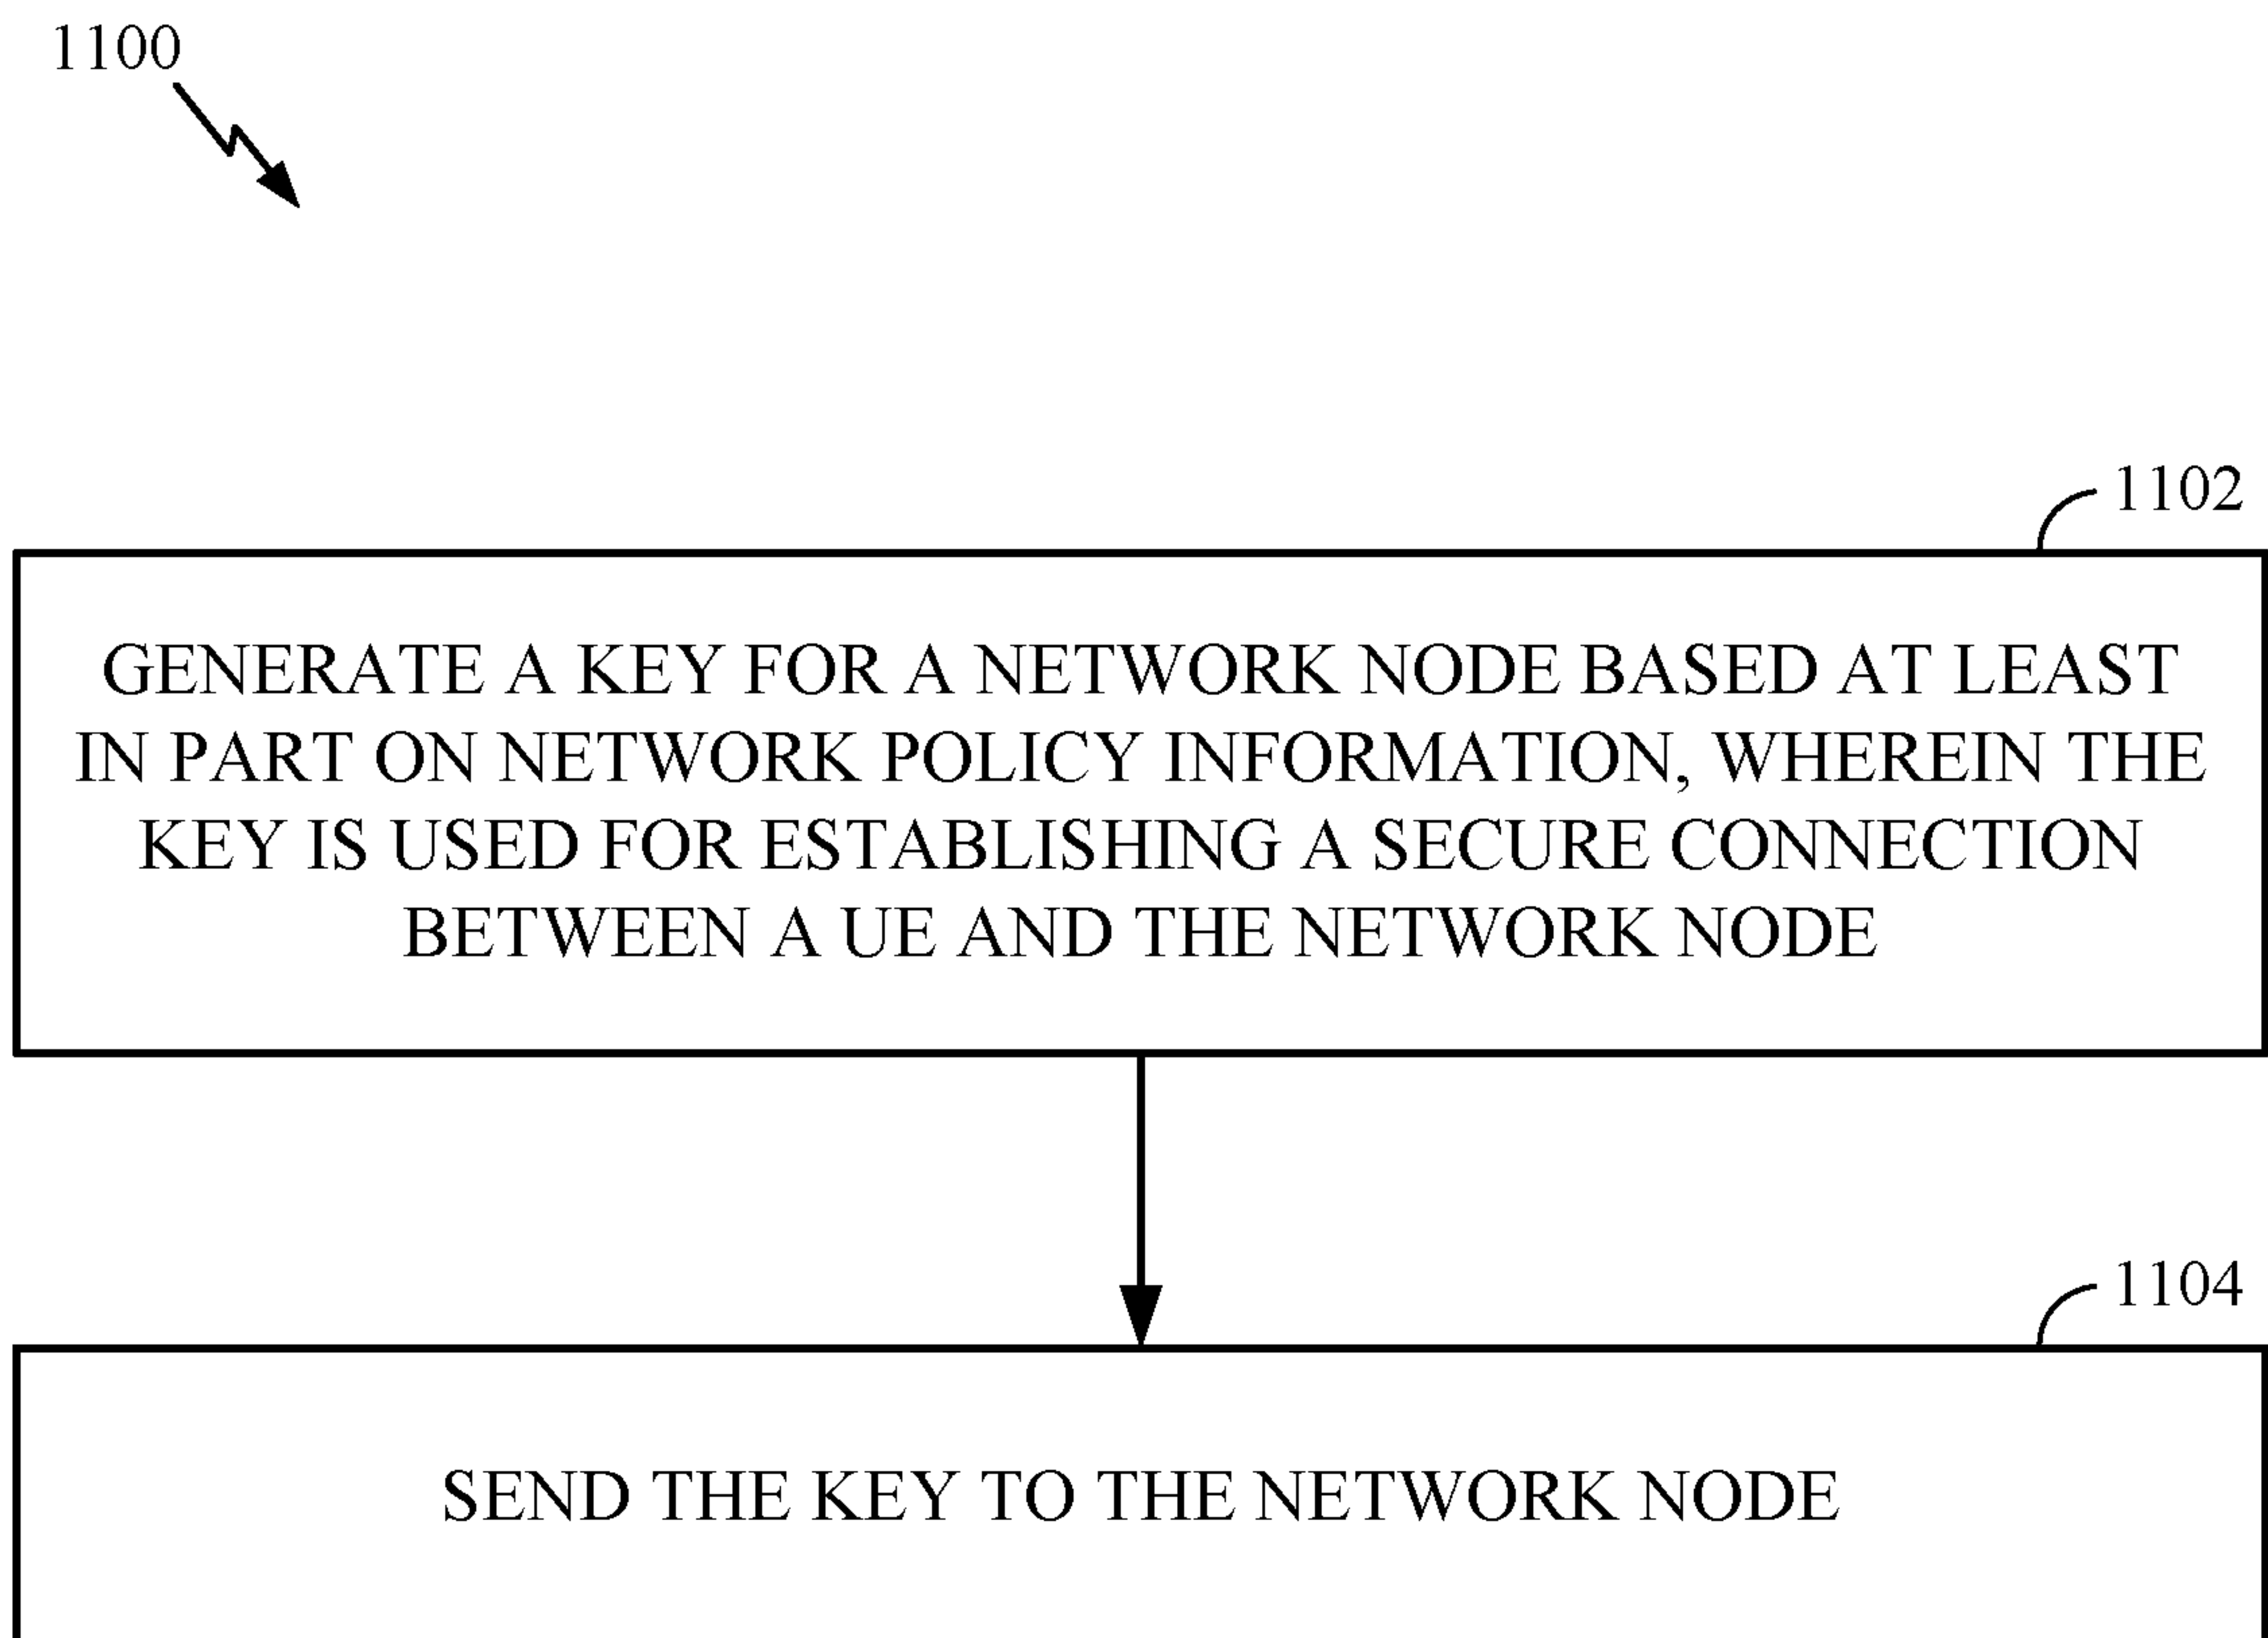 1100
1102
GENERATE A KEY FOR A NETWORK NODE BASED AT LEAST
IN PART ON NETWORK POLICY INFORMATION, WHEREIN THE
KEY IS USED FOR ESTABLISHING A SECURE CONNECTION
BETWEEN A UE AND THE NETWORK NODE
1104
SEND THE KEY TO THE NETWORK NODE